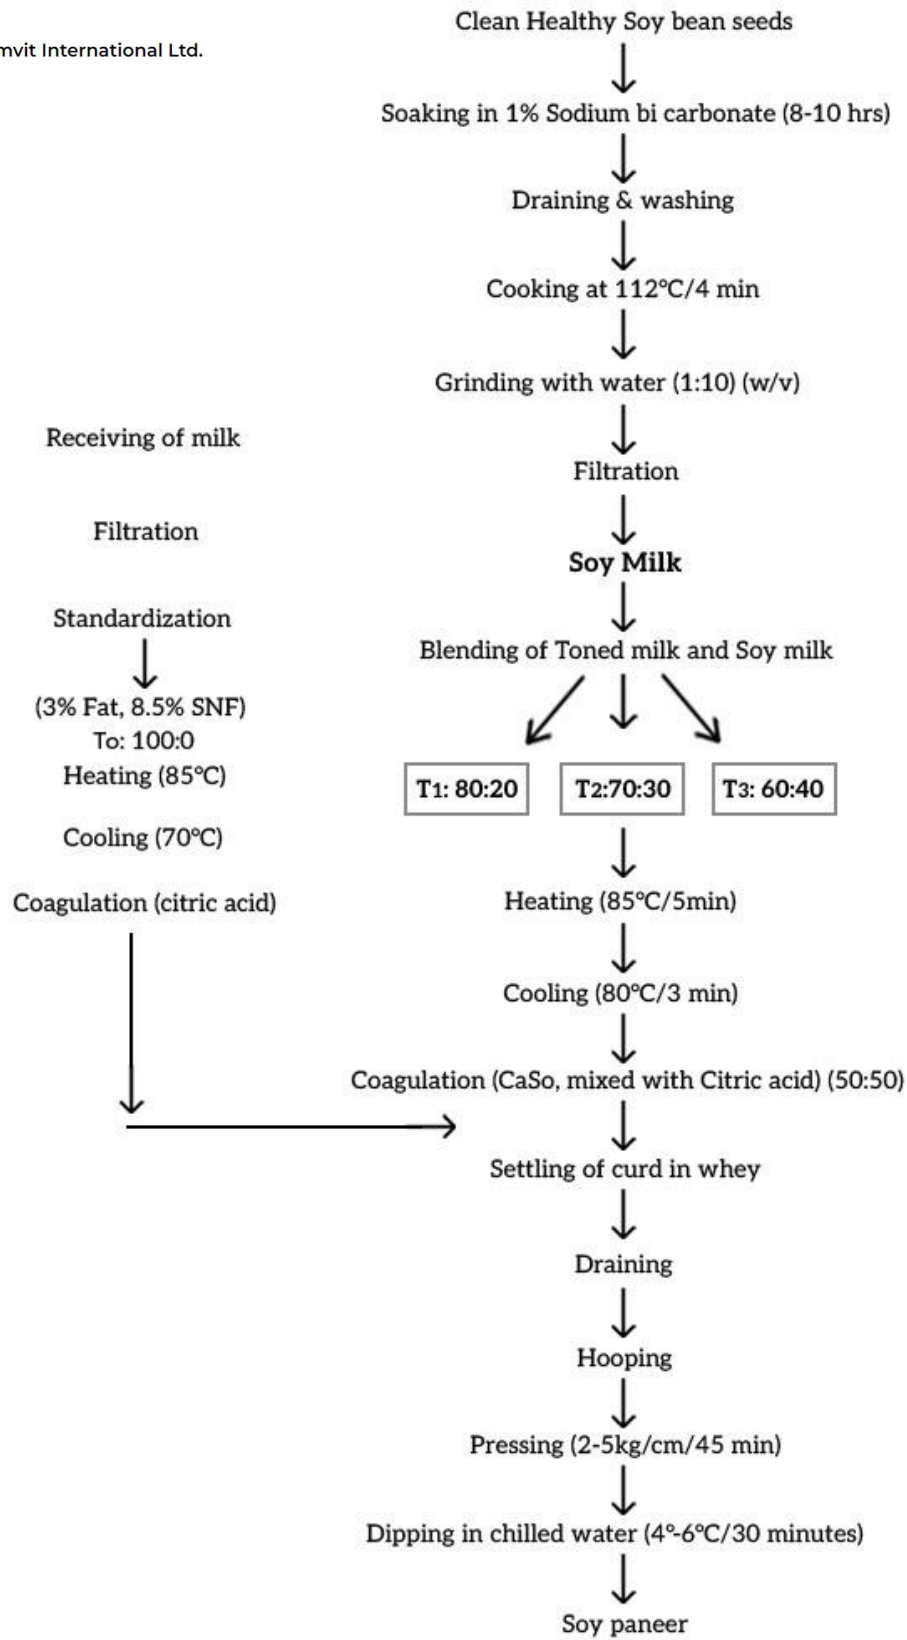 mvit International Ltd.
Clean Healthy Soy bean seeds
Soaking in 1% Sodium bi carbonate (8-10 hrs)
Draining & washing
Cooking at 112°C/4 min
Grinding with water (1:10) (w/v)
Filtration
Soy Milk
Blending of Toned milk and Soy milk
T1: 80:20
T2:70:30
T3: 60:40
Heating (85°C/5min)
Cooling (80°C/3 min)
Coagulation (CaSo, mixed with Citric acid) (50:50)
Receiving of milk
Filtration
Standardization
(3% Fat, 8.5% SNF)
To: 100:0
Heating (85°C)
Cooling (70°C)
Coagulation (citric acid)
Settling of curd in whey
Draining
Hooping
Pressing (2-5kg/cm/45 min)
Dipping in chilled water (4°-6°C/30 minutes)
Soy paneer